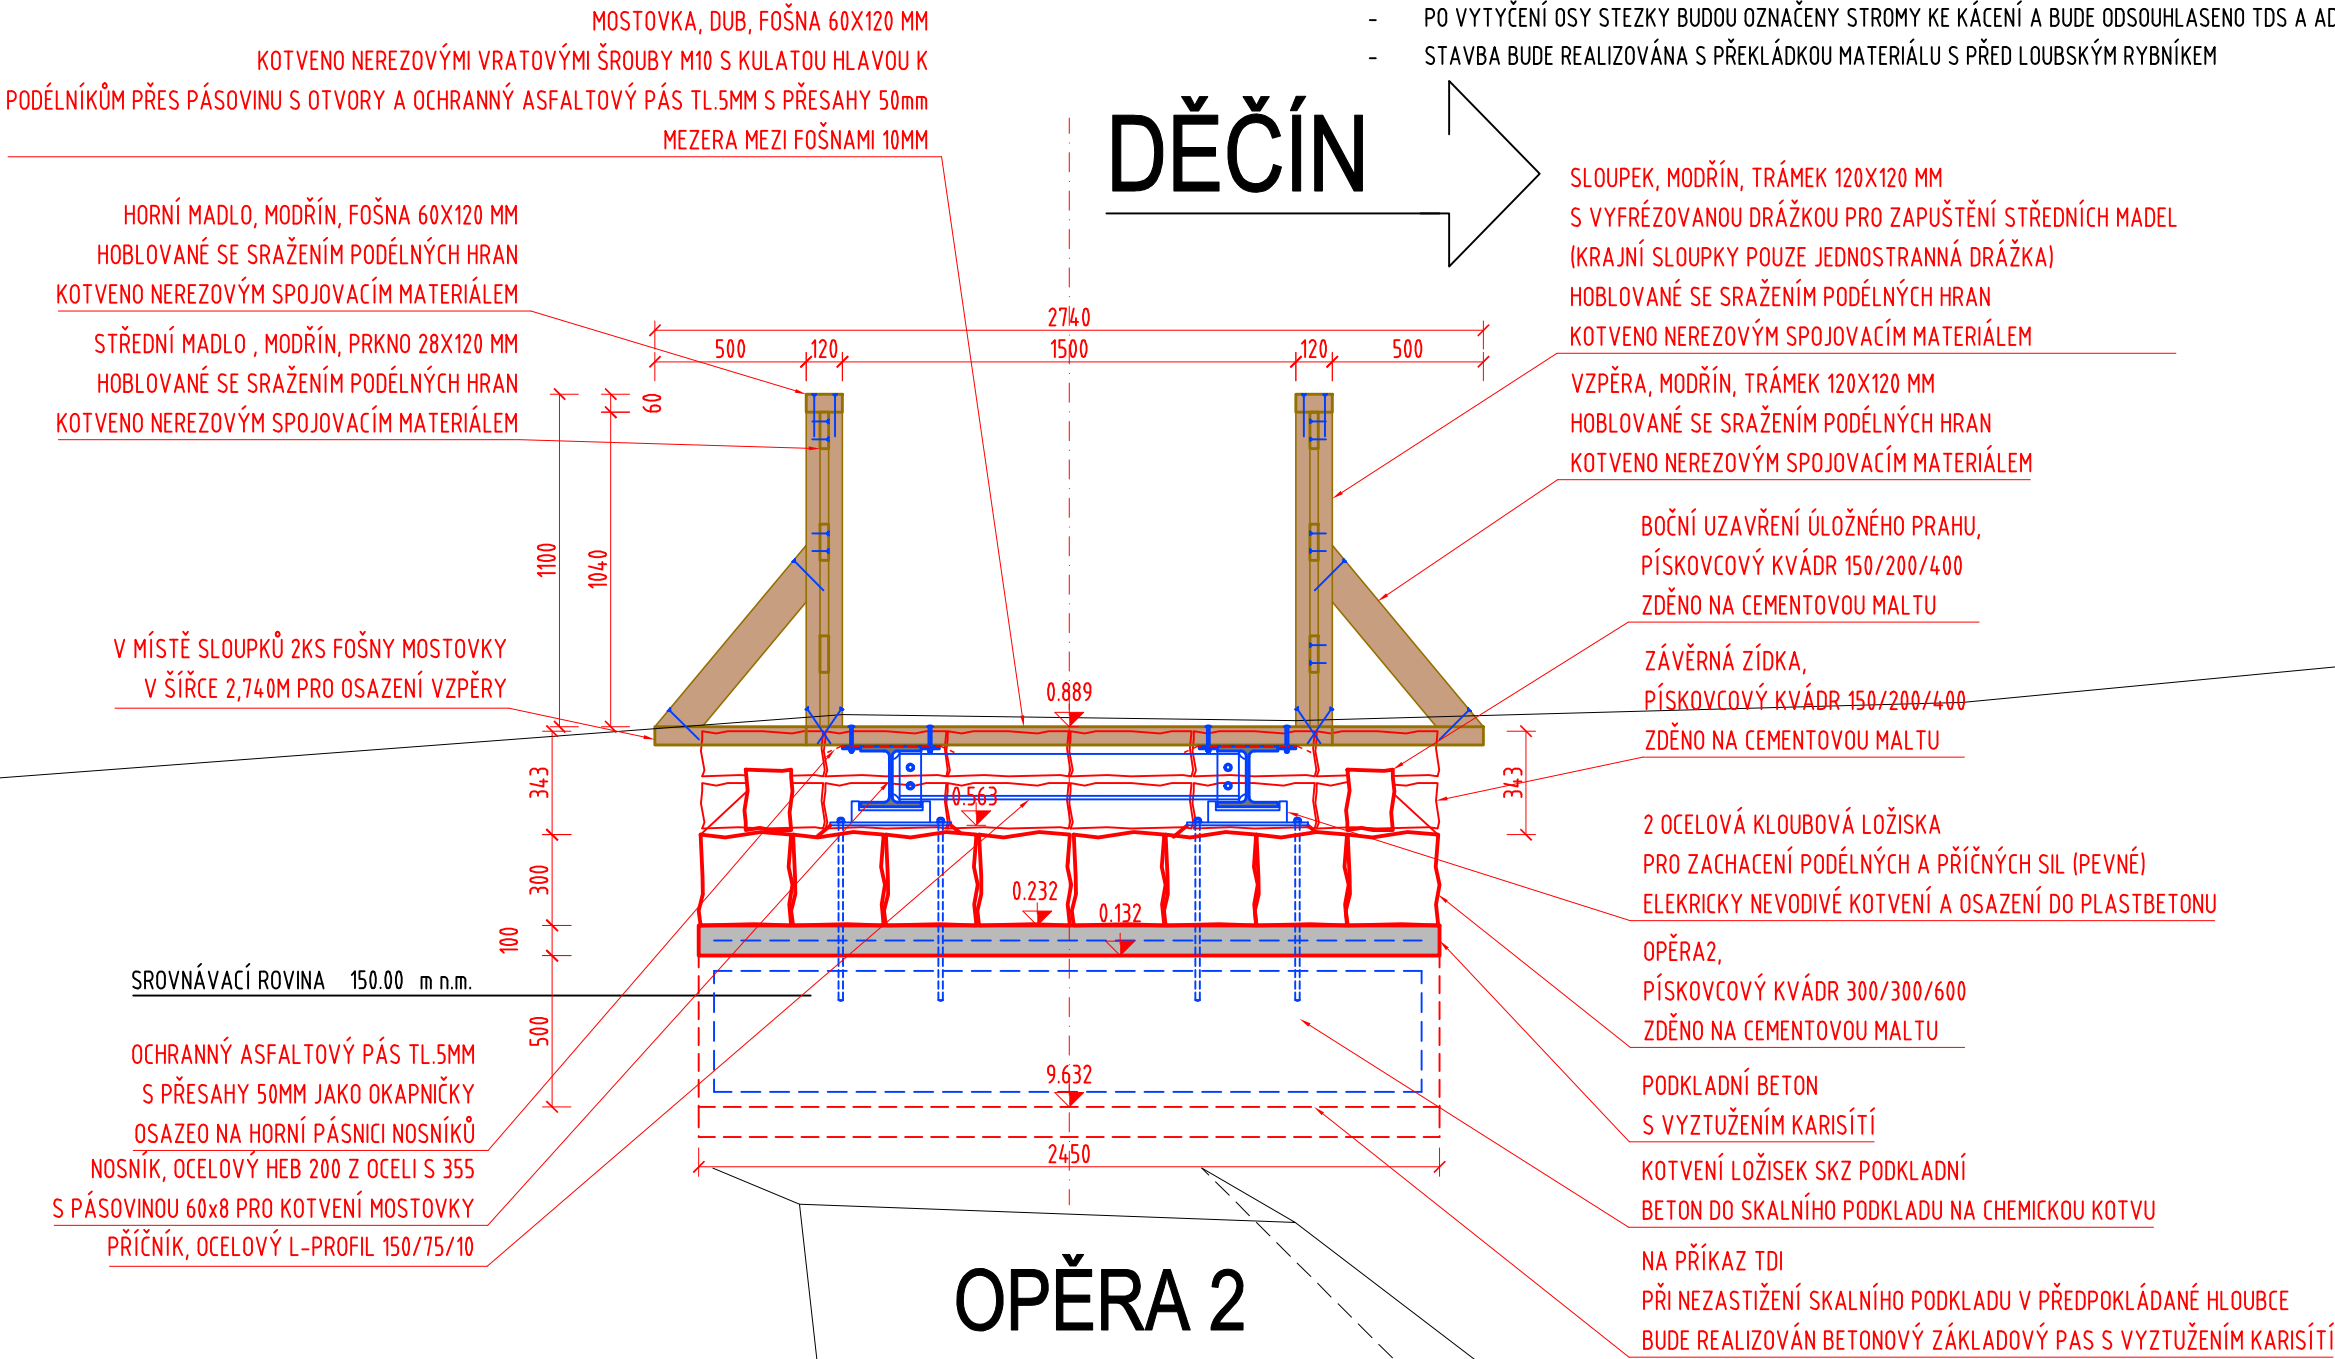 MOSTOVKA, DUB, FOŠNA 60X120 MM
KOTVENO NEREZOVÝMI VRATOVÝMI ŠROUBY M10 S KULATOU HLAVOU K
PODÉLNÍKŮM PŘES PÁSOVINU S OTVORY A OCHRANNÝ ASFALTOVÝ PÁS TL.5MM S PŘESAHY 50mm
MEZERA MEZI FOŠNAMI 10MM
- PO VYTYČENÍ OSY STEZKY BUDOU OZNAČENY STROMY KE KÁCENÍ A BUDE ODSOUHLASENO TDS A AD
- STAVBA BUDE REALIZOVÁNA S PŘEKLÁDKOU MATERIÁLU S PŘED LOUBSKÝM RYBNÍKEM
DĚČÍN
HORNÍ MADLO, MODŘÍN, FOŠNA 60X120 MM
HOBLOVANÉ SE SRAŽENÍM PODÉLNÝCH HRAN
KOTVENO NEREZOVÝM SPOJOVACÍM MATERIÁLEM
STŘEDNÍ MADLO , MODŘÍN, PRKNO 28X120 MM
HOBLOVANÉ SE SRAŽENÍM PODÉLNÝCH HRAN
KOTVENO NEREZOVÝM SPOJOVACÍM MATERIÁLEM
V MÍSTĚ SLOUPKŮ 2KS FOŠNY MOSTOVKY
V ŠÍŘCE 2,740M PRO OSAZENÍ VZPĚRY
2740
500 120 1500 120 500
60
1100
1040
0.889
343
343
0.563
300
0.232
0.132
100
500
9.632
2450
SLOUPEK, MODŘÍN, TRÁMEK 120X120 MM
S VYFRÉZOVANOU DRÁŽKOU PRO ZAPUŠTĚNÍ STŘEDNÍCH MADEL
(KRAJNÍ SLOUPKY POUZE JEDNOSTRANNÁ DRÁŽKA)
HOBLOVANÉ SE SRAŽENÍM PODÉLNÝCH HRAN
KOTVENO NEREZOVÝM SPOJOVACÍM MATERIÁLEM
VZPĚRA, MODŘÍN, TRÁMEK 120X120 MM
HOBLOVANÉ SE SRAŽENÍM PODÉLNÝCH HRAN
KOTVENO NEREZOVÝM SPOJOVACÍM MATERIÁLEM
BOČNÍ UZAVŘENÍ ÚLOŽNÉHO PRAHU,
PÍSKOVCOVÝ KVÁDR 150/200/400
ZDĚNO NA CEMENTOVOU MALTU
ZÁVĚRNÁ ZÍDKA,
PÍSKOVCOVÝ KVÁDR 150/200/400
ZDĚNO NA CEMENTOVOU MALTU
2 OCELOVÁ KLOUBOVÁ LOŽISKA
PRO ZACHACENÍ PODÉLNÝCH A PŘÍČNÝCH SIL (PEVNÉ)
ELEKRICKY NEVODIVÉ KOTVENÍ A OSAZENÍ DO PLASTBETONU
OPĚRA2,
PÍSKOVCOVÝ KVÁDR 300/300/600
ZDĚNO NA CEMENTOVOU MALTU
PODKLADNÍ BETON
S VYZTUŽENÍM KARISÍTÍ
KOTVENÍ LOŽISEK SKZ PODKLADNÍ
BETON DO SKALNÍHO PODKLADU NA CHEMICKOU KOTVU
NA PŘÍKAZ TDI
PŘI NEZASTIŽENÍ SKALNÍHO PODKLADU V PŘEDPOKLÁDANÉ HLOUBCE
BUDE REALIZOVÁN BETONOVÝ ZÁKLADOVÝ PAS S VYZTUŽENÍM KARISÍTÍ
SROVNÁVACÍ ROVINA 150.00 m n.m.
OCHRANNÝ ASFALTOVÝ PÁS TL.5MM
S PŘESAHY 50MM JAKO OKAPNIČKY
OSAZEO NA HORNÍ PÁSNICI NOSNÍKŮ
NOSNÍK, OCELOVÝ HEB 200 Z OCELI S 355
S PÁSOVINOU 60x8 PRO KOTVENÍ MOSTOVKY
PŘÍČNÍK, OCELOVÝ L-PROFIL 150/75/10
OPĚRA 2